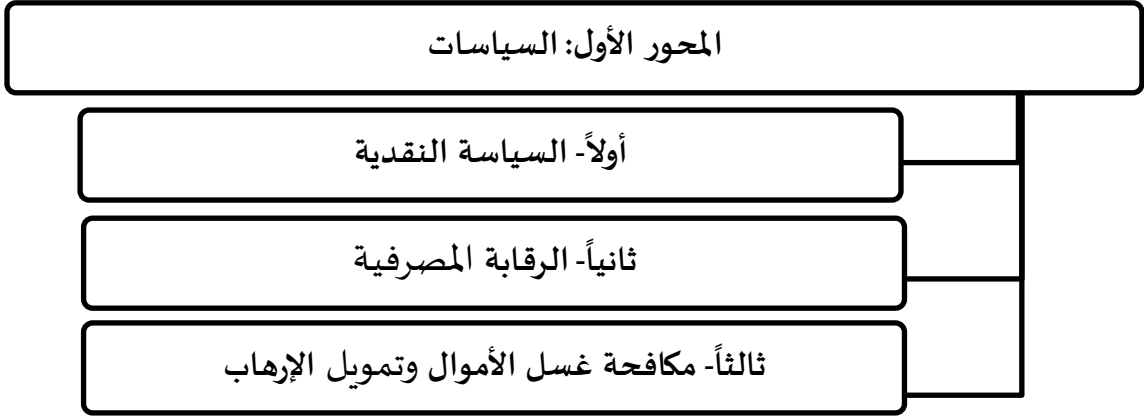 المحور الأول: السياسات
أولاً- السياسة النقدية
ثانياً- الرقابة المصرفية
ثالثاً- مكافحة غسل الأموال وتمويل الإرهاب